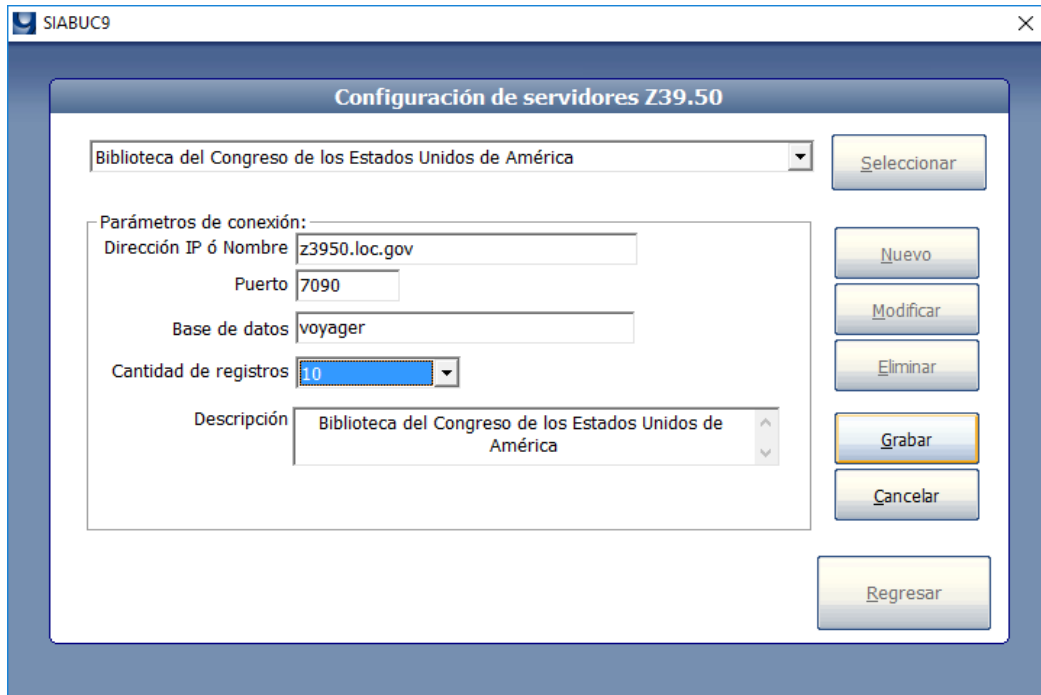 SIABUC9
Configuración de servidores Z39.50
Biblioteca del Congreso de los Estados Unidos de América
Seleccionar
Parámetros de conexión:
Dirección IP ó Nombre z3950.loc.gov
Nuevo
Puerto 7090
Modificar
Base de datos voyager
Cantidad de registros 10
Eliminar
Descripción Biblioteca del Congreso de los Estados Unidos de
América
Grabar
Cancelar
Regresar